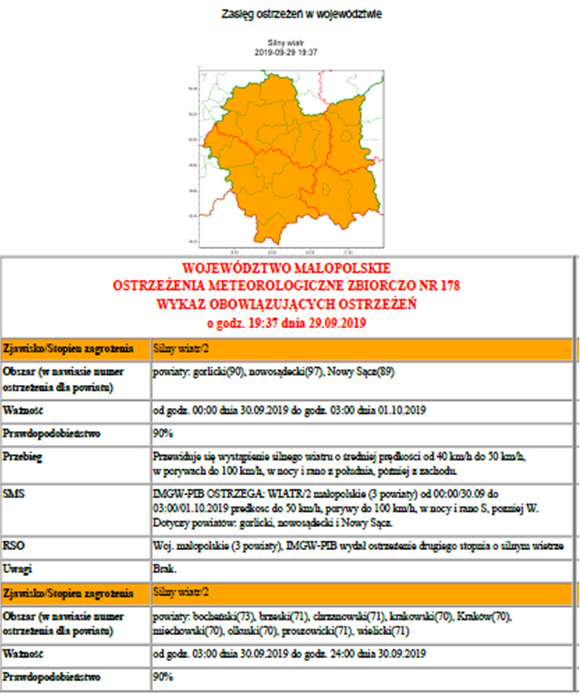 Zasięg ostrzeżeń w województwie
Silny wiatr
2019-09-29 19:37
WOJEWÓDZTWO MAŁOPOLSKIE
OSTRZEŻENIA METEOROLOGICZNE ZBIORCZO NR 178
WYKAZ OBOWIĄZUJĄCYCH OSTRZEŻEŃ
o godz. 19:37 dnia 29.09.2019
Zjawisko/Stopień zagrożenia Silny wiatr/2
Obszar (w nawiasie numer powiaty: gorlicki(90), nowosądecki(97), Nowy Sącz(89)
ostrzeżenia dla powiatu)
Ważność od godz. 00:00 dnia 30.09.2019 do godz. 03:00 dnia 01.10.2019
Prawdopodobieństwo 90%
Przebieg Przewiduje się wystąpienie silnego wiatru o średniej prędkości od 40 km/h do 50 km/h,
w porywach do 100 km/h, w nocy i rano z południa, później z zachodu.
SMS IMGW-PIB OSTRZEGA: WIATR/2 małopolskie (3 powiaty) od 00:00/30.09 do
03:00/01.10.2019 prędkosc do 50 km/h, porywy do 100 km/h, w nocy i rano S, pozniej W.
Dotyczy powiatów: gorlicki, nowosądecki i Nowy Sącz.
RSO Woj. małopolskie (3 powiaty), IMGW-PIB wydał ostrzeżenie drugiego stopnia o silnym wietrze
Uwagi Brak.
Zjawisko/Stopień zagrożenia Silny wiatr/2
Obszar (w nawiasie numer powiaty: bocheński(73), brzeski(71), chrzanowski(71), krakowski(70), Kraków(70),
ostrzeżenia dla powiatu) miechowski(70), olkuski(70), proszowicki(71), wielicki(71)
Ważność od godz. 03:00 dnia 30.09.2019 do godz. 24:00 dnia 30.09.2019
Prawdopodobieństwo 90%